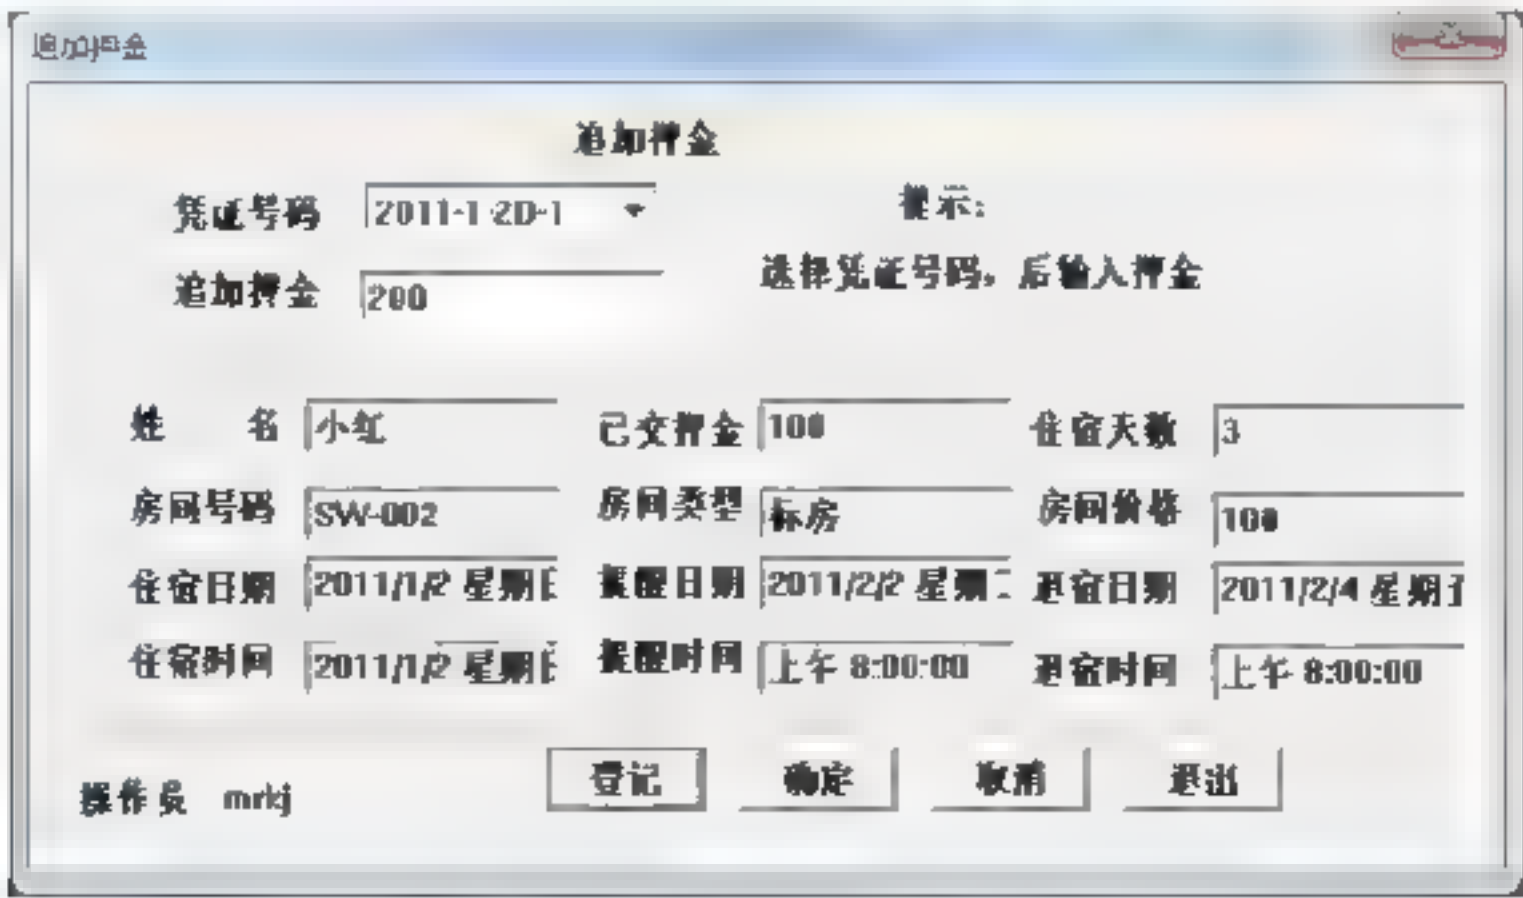 追加押金
追加押金
凭证号码 提示:
选择凭证号码, 后输入押金
追加押金 200
姓 名 小红 已交押金 100 住宿天数 3
房间号码 SW-002 房间类型 标房 房间价格 100
住宿日期 2011/1/2 星期日 提醒日期 2011/2/2 星期二 退宿日期 2011/2/4 星期五
住宿时间 2011/1/2 星期日 提醒时间 上午 8:00:00 退宿时间 上午 8:00:00
登记 确定 取消 退出
操作员 mrkj